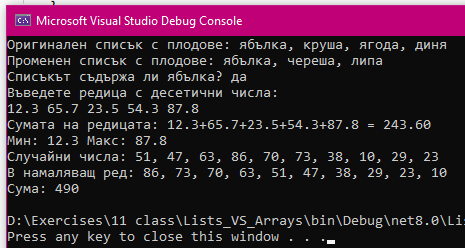 Microsoft Visual Studio Debug Console
Оригинален списък с плодове: ябълка, круша, ягода, диня
Променен списък с плодове: ябълка, череша, липа
Списъкът съдържа ли ябълка? да
Въведете редица с десетични числа:
12.3 65.7 23.5 54.3 87.8
Сумата на редицата: 12.3+65.7+23.5+54.3+87.8 = 243.60
Мин: 12.3 Макс: 87.8
Случайни числа: 51, 47, 63, 86, 70, 73, 38, 10, 29, 23
В намаляващ ред: 86, 73, 70, 63, 51, 47, 38, 29, 23, 10
Сума: 490
D:\Exercises\11 class\Lists_VS_Arrays\bin\Debug\net8.0\Lis
Press any key to close this window . . .